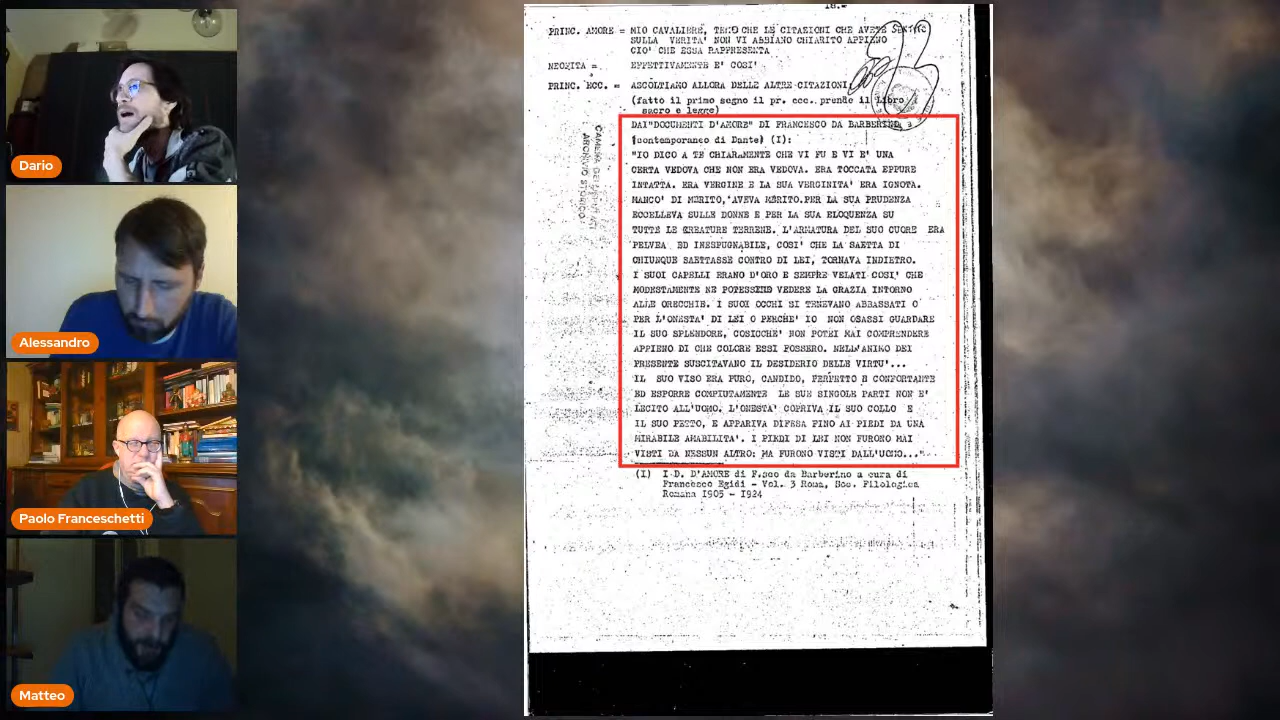 Dario
Alessandro
Paolo Franceschetti
Matteo
18.-
PRINC. AMORE = MIO CAVALIERE, TEMO CHE LE CITAZIONI CHE AVETE SENTITO
SULLA VERITA' NON VI ABBIANO CHIARITO APPIENO
CIO' CHE ESSA RAPPRESENTA
NEOFITA = EFFETTIVAMENTE E' COSI'
PRINC. ECC. = ASCOLTIAMO ALLORA DELLE ALTRE CITAZIONI
(fatto il primo segno il pr. ecc. prende il Libro
sacro e legge)
DAI "DOCUMENTI D'AMORE" DI FRANCESCO DA BARBERINO
(contemporaneo di Dante) (I):
"IO DICO A TE CHIARAMENTE CHE VI FU E VI E' UNA
CERTA VEDOVA CHE NON ERA VEDOVA. ERA TOCCATA EPPURE
INTATTA. ERA VERGINE E LA SUA VERGINITA' ERA IGNOTA.
MANCO' DI MERITO, AVEVA MERITO. PER LA SUA PRUDENZA
ECCELLEVA SULLE DONNE E PER LA SUA ELOQUENZA SU
TUTTE LE CREATURE TERRENE. L'ARMATURA DEL SUO CUORE ERA
FULVEA ED INESPUGNABILE, COSI' CHE LA SAETTA DI
CHIUNQUE SAETTASSE CONTRO DI LEI, TORNAVA INDIETRO.
I SUOI CAPELLI ERANO D'ORO E SEMPRE VELATI COSI' CHE
MODESTAMENTE NE POTESSERO VEDERE LA GRAZIA INTORNO
ALLE ORECCHIE. I SUOI OCCHI SI TENEVANO ABBASSATI O
PER L'ONESTA' DI LEI O PERCHE' IO NON OSASSI GUARDARE
IL SUO SPLENDORE, COSICCHE' NON POTEI MAI COMPRENDERE
APPIENO DI CHE COLORE ESSI FOSSERO. NELL'ANIMO DEI
PRESENTE SUSCITAVANO IL DESIDERIO DELLE VIRTU'...
IL SUO VISO ERA PURO, CANDIDO, PERFETTO E CONFORTANTE
ED ESPORRE COMPIUTAMENTE LE SUE SINGOLE PARTI NON E'
LECITO ALL'UOMO. L'ONESTA' COPRIVA IL SUO COLLO E
IL SUO PETTO, E APPARIVA DIFESA FINO AI PIEDI DA UNA
MIRABILE AMABILITA'. I PIEDI DI LEI NON FURONO MAI
VISTI DA NESSUN ALTRO: MA FURONO VISTI DALL'UOMO..."
(I) I.D. D'AMORE di F.sco da Barberino a cura di
Francesco Egidi - Vol. 3 Roma, Soc. Filologica
Romana I905 - I924
CAMERA DEI DEPUTATI
ARCHIVIO STORICO